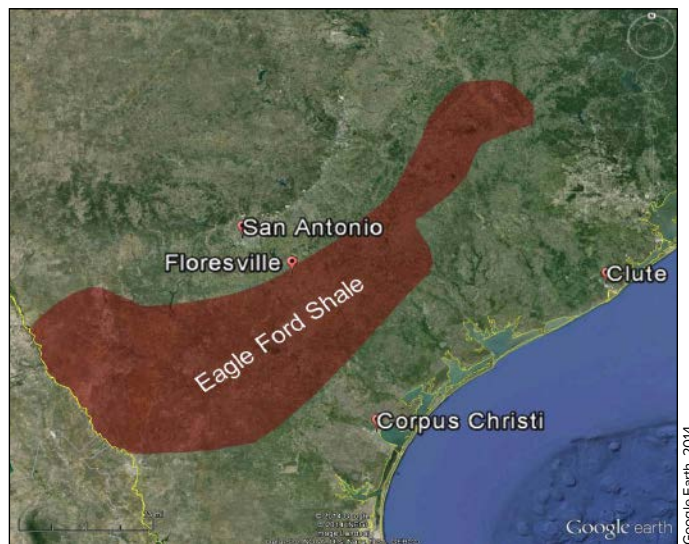 San Antonio
Floresville
Clute
Eagle Ford Shale
Corpus Christi
Google earth
Google Earth, 2014